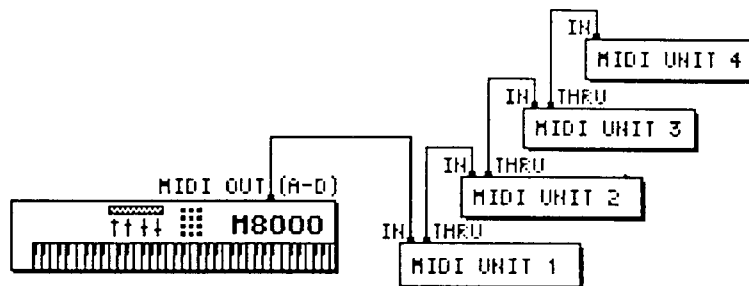 IN
MIDI UNIT 4
IN THRU
MIDI UNIT 3
IN THRU
MIDI UNIT 2
MIDI OUT (A-D)
M8000
IN THRU
MIDI UNIT 1